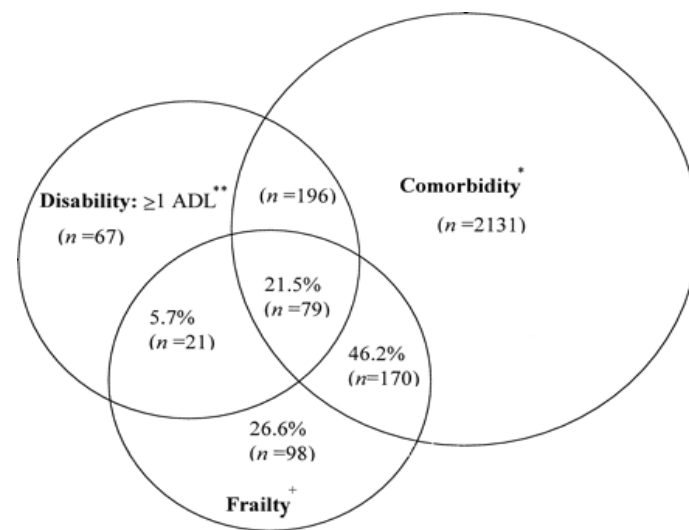 Comorbidity*
(n =2131)
Disability: ≥1 ADL**
(n =67)
(n =196)
21.5%
(n =79)
5.7%
(n =21)
46.2%
(n=170)
26.6%
(n =98)
Frailty+